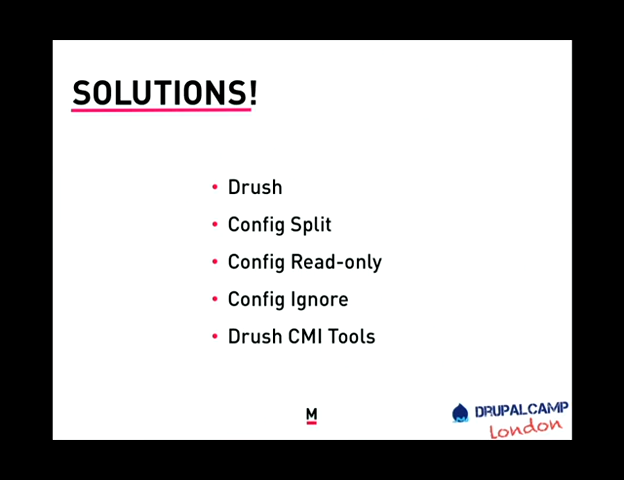 SOLUTIONS!
• Drush
• Config Split
• Config Read-only
• Config Ignore
• Drush CMI Tools
M
DRUPALCAMP
London